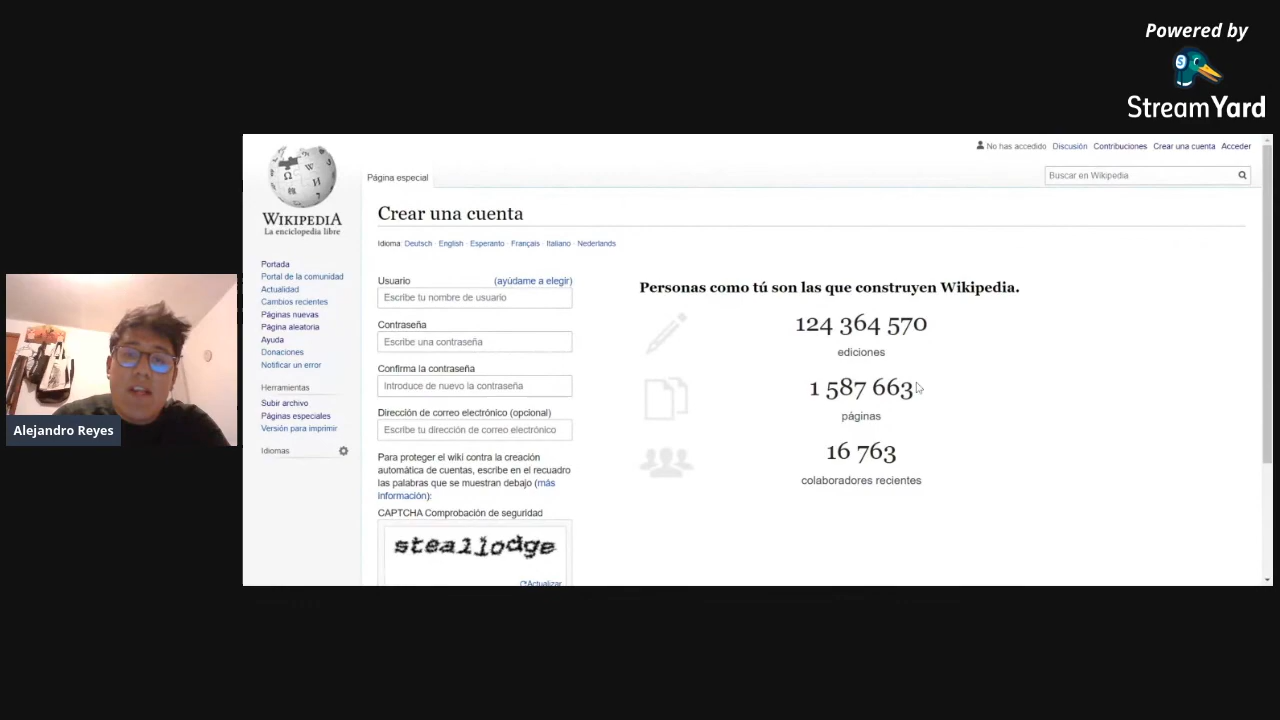 Powered by
StreamYard
WIKIPEDIA
La enciclopedia libre
Portada
Portal de la comunidad
Actualidad
Cambios recientes
Páginas nuevas
Página aleatoria
Ayuda
Donaciones
Notificar un error
Herramientas
Subir archivo
Páginas especiales
Versión para imprimir
Idiomas
No has accedido Discusión Contribuciones Crear una cuenta Acceder
Página especial
Buscar en Wikipedia
Crear una cuenta
Idioma: Deutsch · English · Esperanto · Français · Italiano · Nederlands
Usuario (ayúdame a elegir)
Escribe tu nombre de usuario
Contraseña
Escribe una contraseña
Confirma la contraseña
Introduce de nuevo la contraseña
Dirección de correo electrónico (opcional)
Escribe tu dirección de correo electrónico
Para proteger el wiki contra la creación
automática de cuentas, escribe en el recuadro
las palabras que se muestran debajo (más
información):
CAPTCHA Comprobación de seguridad
steallodge
Actualizar
Personas como tú son las que construyen Wikipedia.
124 364 570
ediciones
1 587 663
páginas
16 763
colaboradores recientes
Alejandro Reyes